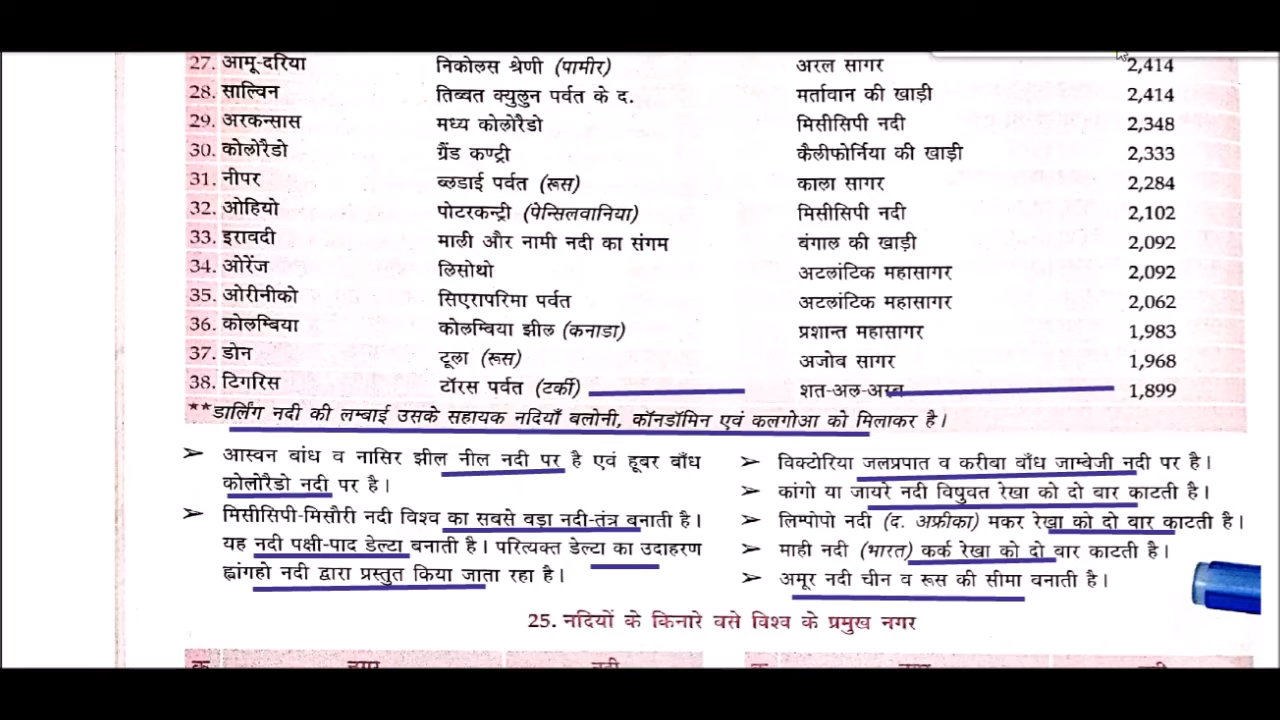 27. आमू-दरिया निकोलस श्रेणी (पामीर) अरल सागर 2,414
28. साल्विन तिब्बत क्युलुन पर्वत के द. मर्तावान की खाड़ी 2,414
29. अरकन्सास मध्य कोलोरैडो मिसीसिपी नदी 2,348
30. कोलोरैडो ग्रैंड कण्ट्री कैलीफोर्निया की खाड़ी 2,333
31. नीपर ब्लडाई पर्वत (रूस) काला सागर 2,284
32. ओहियो पोटरकन्ट्री (पेन्सिलवानिया) मिसीसिपी नदी 2,102
33. इरावदी माली और नामी नदी का संगम बंगाल की खाड़ी 2,092
34. ओरेंज लिसोथो अटलांटिक महासागर 2,092
35. ओरीनीको सिएरापरिमा पर्वत अटलांटिक महासागर 2,062
36. कोलम्बिया कोलम्बिया झील (कनाडा) प्रशान्त महासागर 1,983
37. डोन टूला (रूस) अजोव सागर 1,968
38. टिगरिस टॉरस पर्वत (टर्की) शत-अल-अरब 1,899
**डार्लिंग नदी की लम्बाई उसके सहायक नदियाँ बलोनी, कॉनडॉमिन एवं कलगोआ को मिलाकर है।
➢ आस्वन बांध व नासिर झील नील नदी पर है एवं हूबर बाँध
कोलोरैडो नदी पर है।
➢ मिसीसिपी-मिसौरी नदी विश्व का सबसे बड़ा नदी-तंत्र बनाती है।
यह नदी पक्षी-पाद डेल्टा बनाती है। परित्यक्त डेल्टा का उदाहरण
ह्वांगहो नदी द्वारा प्रस्तुत किया जाता रहा है।
➢ विक्टोरिया जलप्रपात व करीबा बाँध जाम्बेजी नदी पर है।
➢ कांगो या जायरे नदी विषुवत रेखा को दो बार काटती है।
➢ लिम्पोपो नदी (द. अफ्रीका) मकर रेखा को दो बार काटती है।
➢ माही नदी (भारत) कर्क रेखा को दो बार काटती है।
➢ अमूर नदी चीन व रूस की सीमा बनाती है।
25. नदियों के किनारे बसे विश्व के प्रमुख नगर